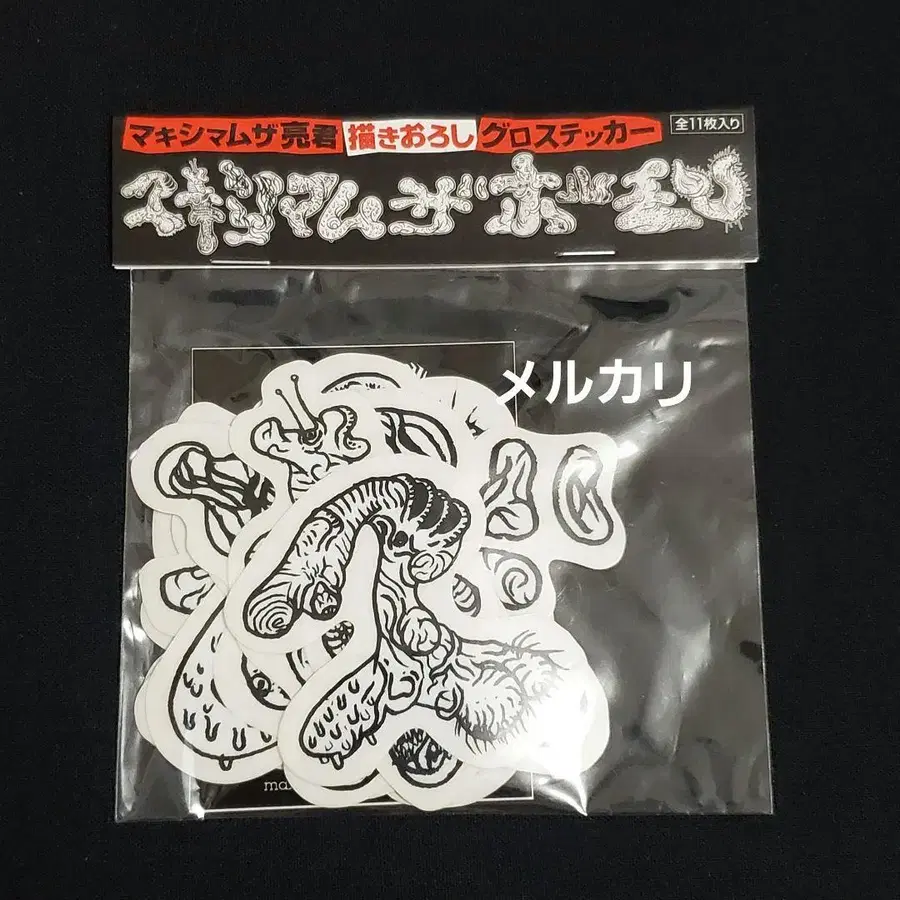 マキシマムザ亮君 描きおろし グロステッカー 全11枚入り
マキシマムザホルモン
メルカリ